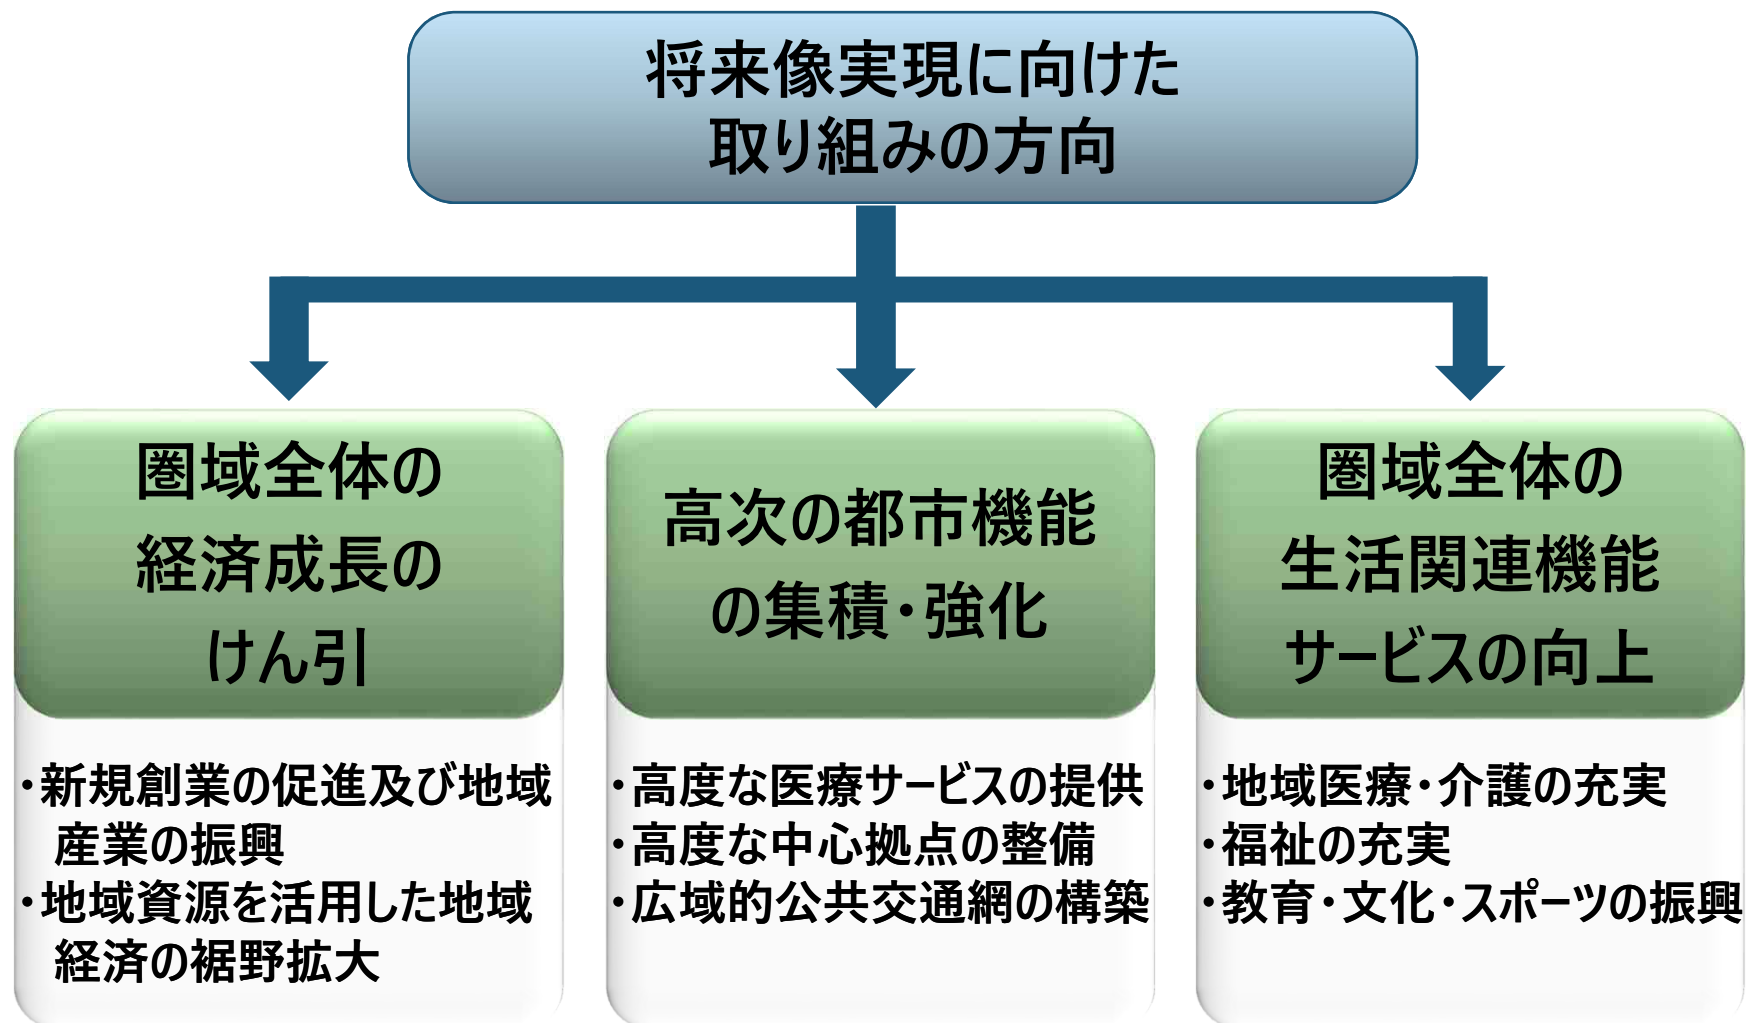 将来像実現に向けた
取り組みの方向
圏域全体の
経済成長の
けん引
・新規創業の促進及び地域
産業の振興
・地域資源を活用した地域
経済の裾野拡大
高次の都市機能
の集積・強化
・高度な医療サービスの提供
・高度な中心拠点の整備
・広域的公共交通網の構築
圏域全体の
生活関連機能
サービスの向上
・地域医療・介護の充実
・福祉の充実
・教育・文化・スポーツの振興